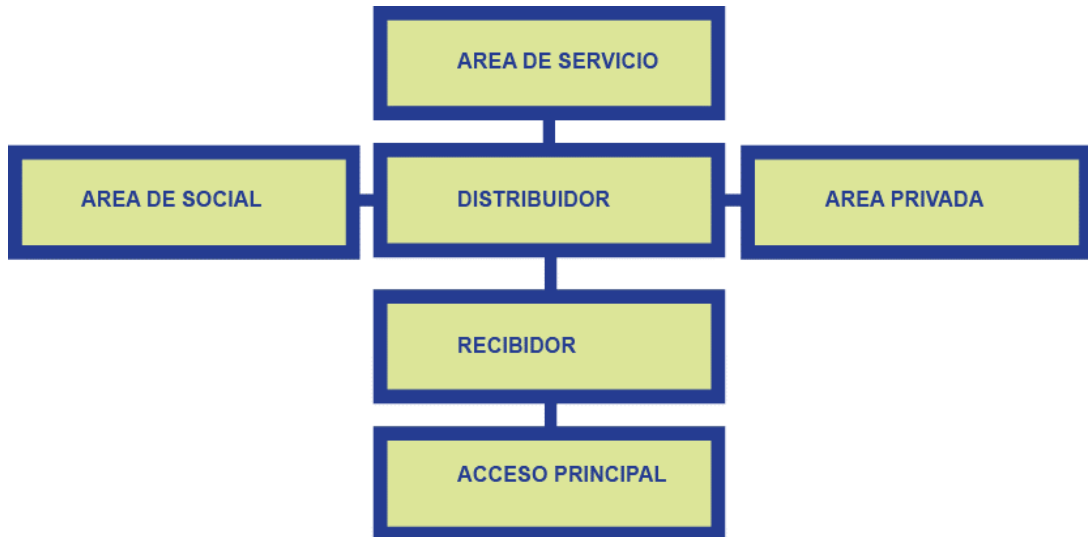 AREA DE SERVICIO
AREA DE SOCIAL
DISTRIBUIDOR
AREA PRIVADA
RECIBIDOR
ACCESO PRINCIPAL